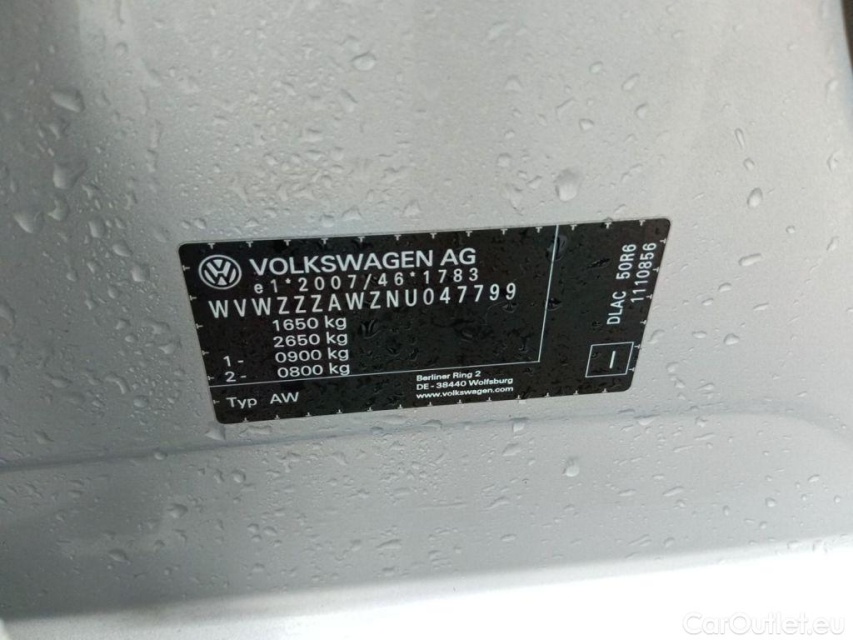 VOLKSWAGEN AG
e1*2007/46*1783
WVWZZZAWZNU047799
1650 kg
2650 kg
1- 0900 kg
2- 0800 kg
Typ AW
Berliner Ring 2
DE - 38440 Wolfsburg
www.volkswagen.com
DLAC 50R6
1110856
CarOutlet.eu